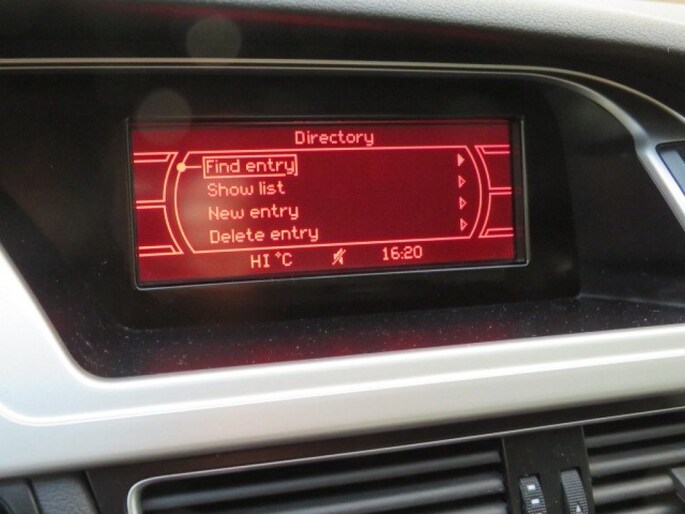 Directory
Find entry
Show list
New entry
Delete entry
HI °C 16:20